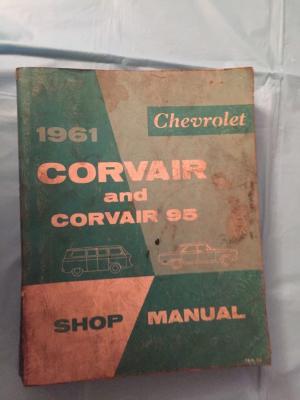 1961
Chevrolet
CORVAIR
and
CORVAIR 95
SHOP MANUAL